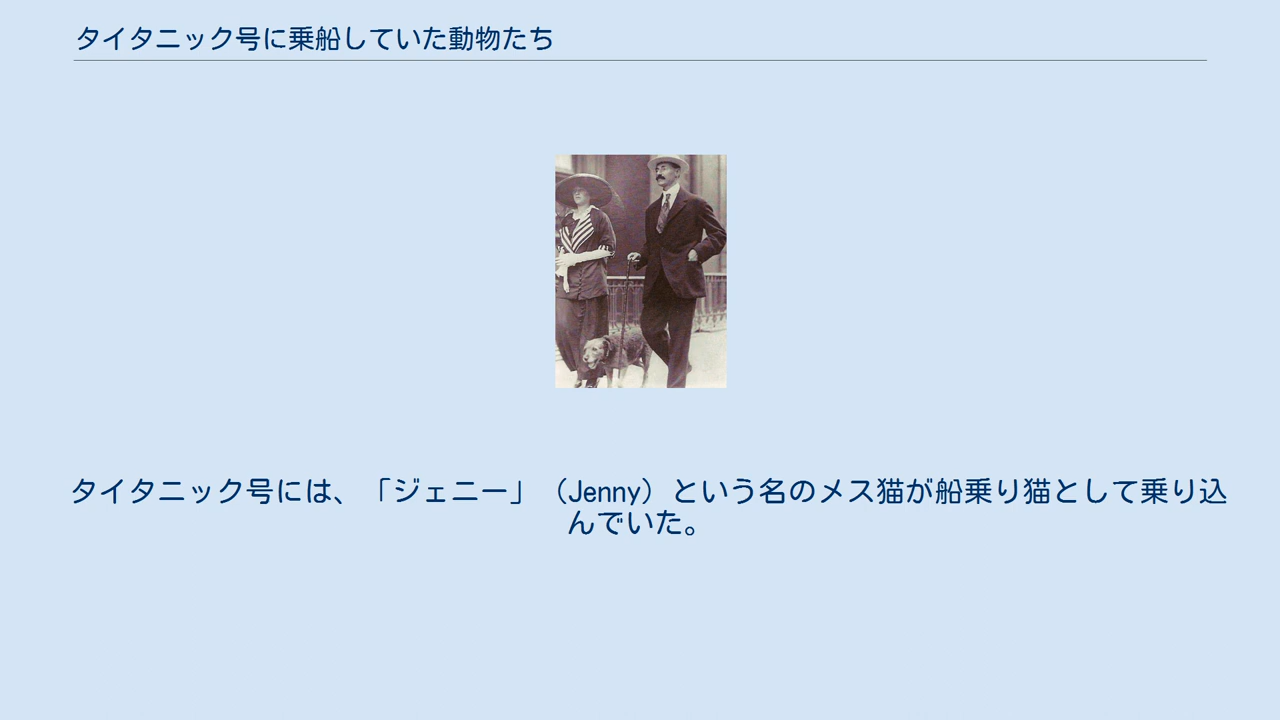 タイタニック号に乗船していた動物たち
タイタニック号には、「ジェニー」（Jenny）という名のメス猫が船乗り猫として乗り込
んでいた。